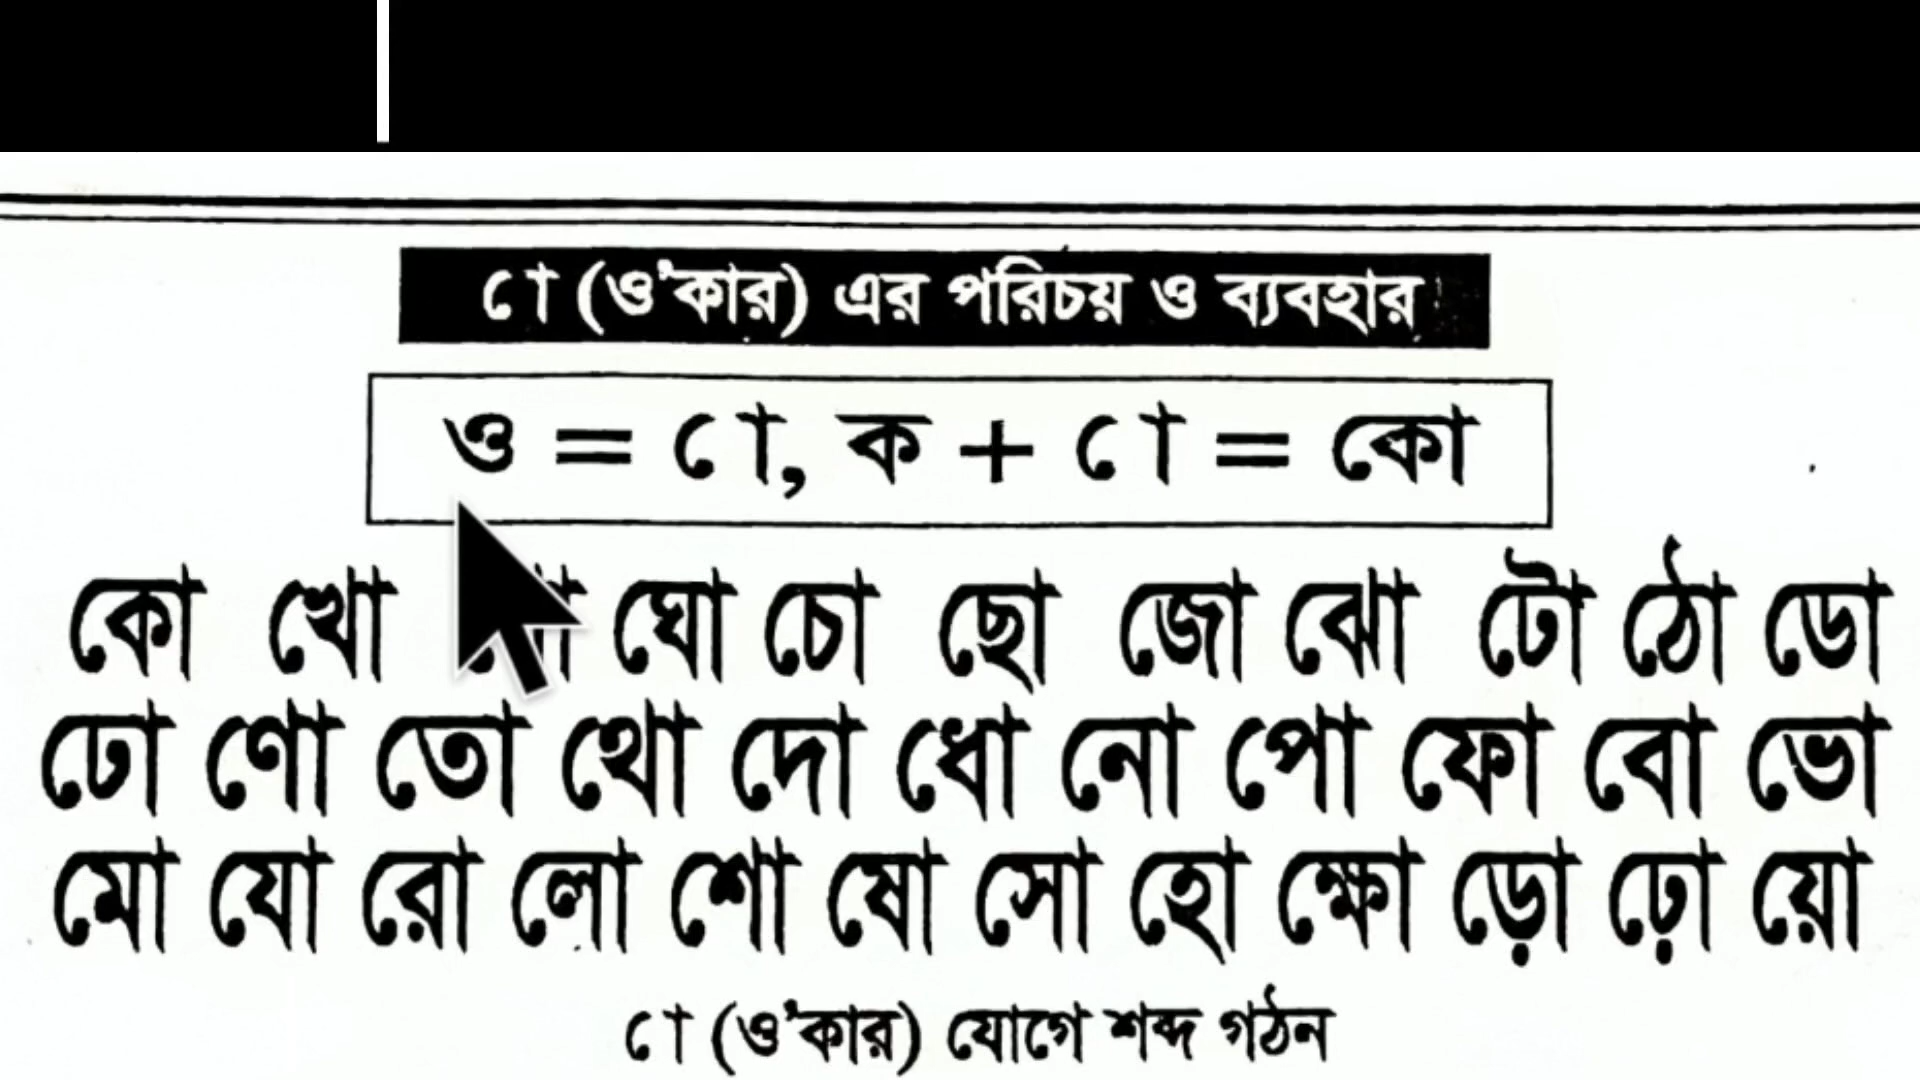 ো (ও'কার) এর পরিচয় ও ব্যবহার
ও = ো, ক + ো = কো
কো খো ঘো চো ছো জো ঝো টো ঠো ডো
ঢো ণো তো থো দো ধো নো পো ফো বো ভো
মো যো রো লো শো ষো সো হো ক্ষো ড়ো ঢ়ো য়ো
ো (ও'কার) যোগে শব্দ গঠন